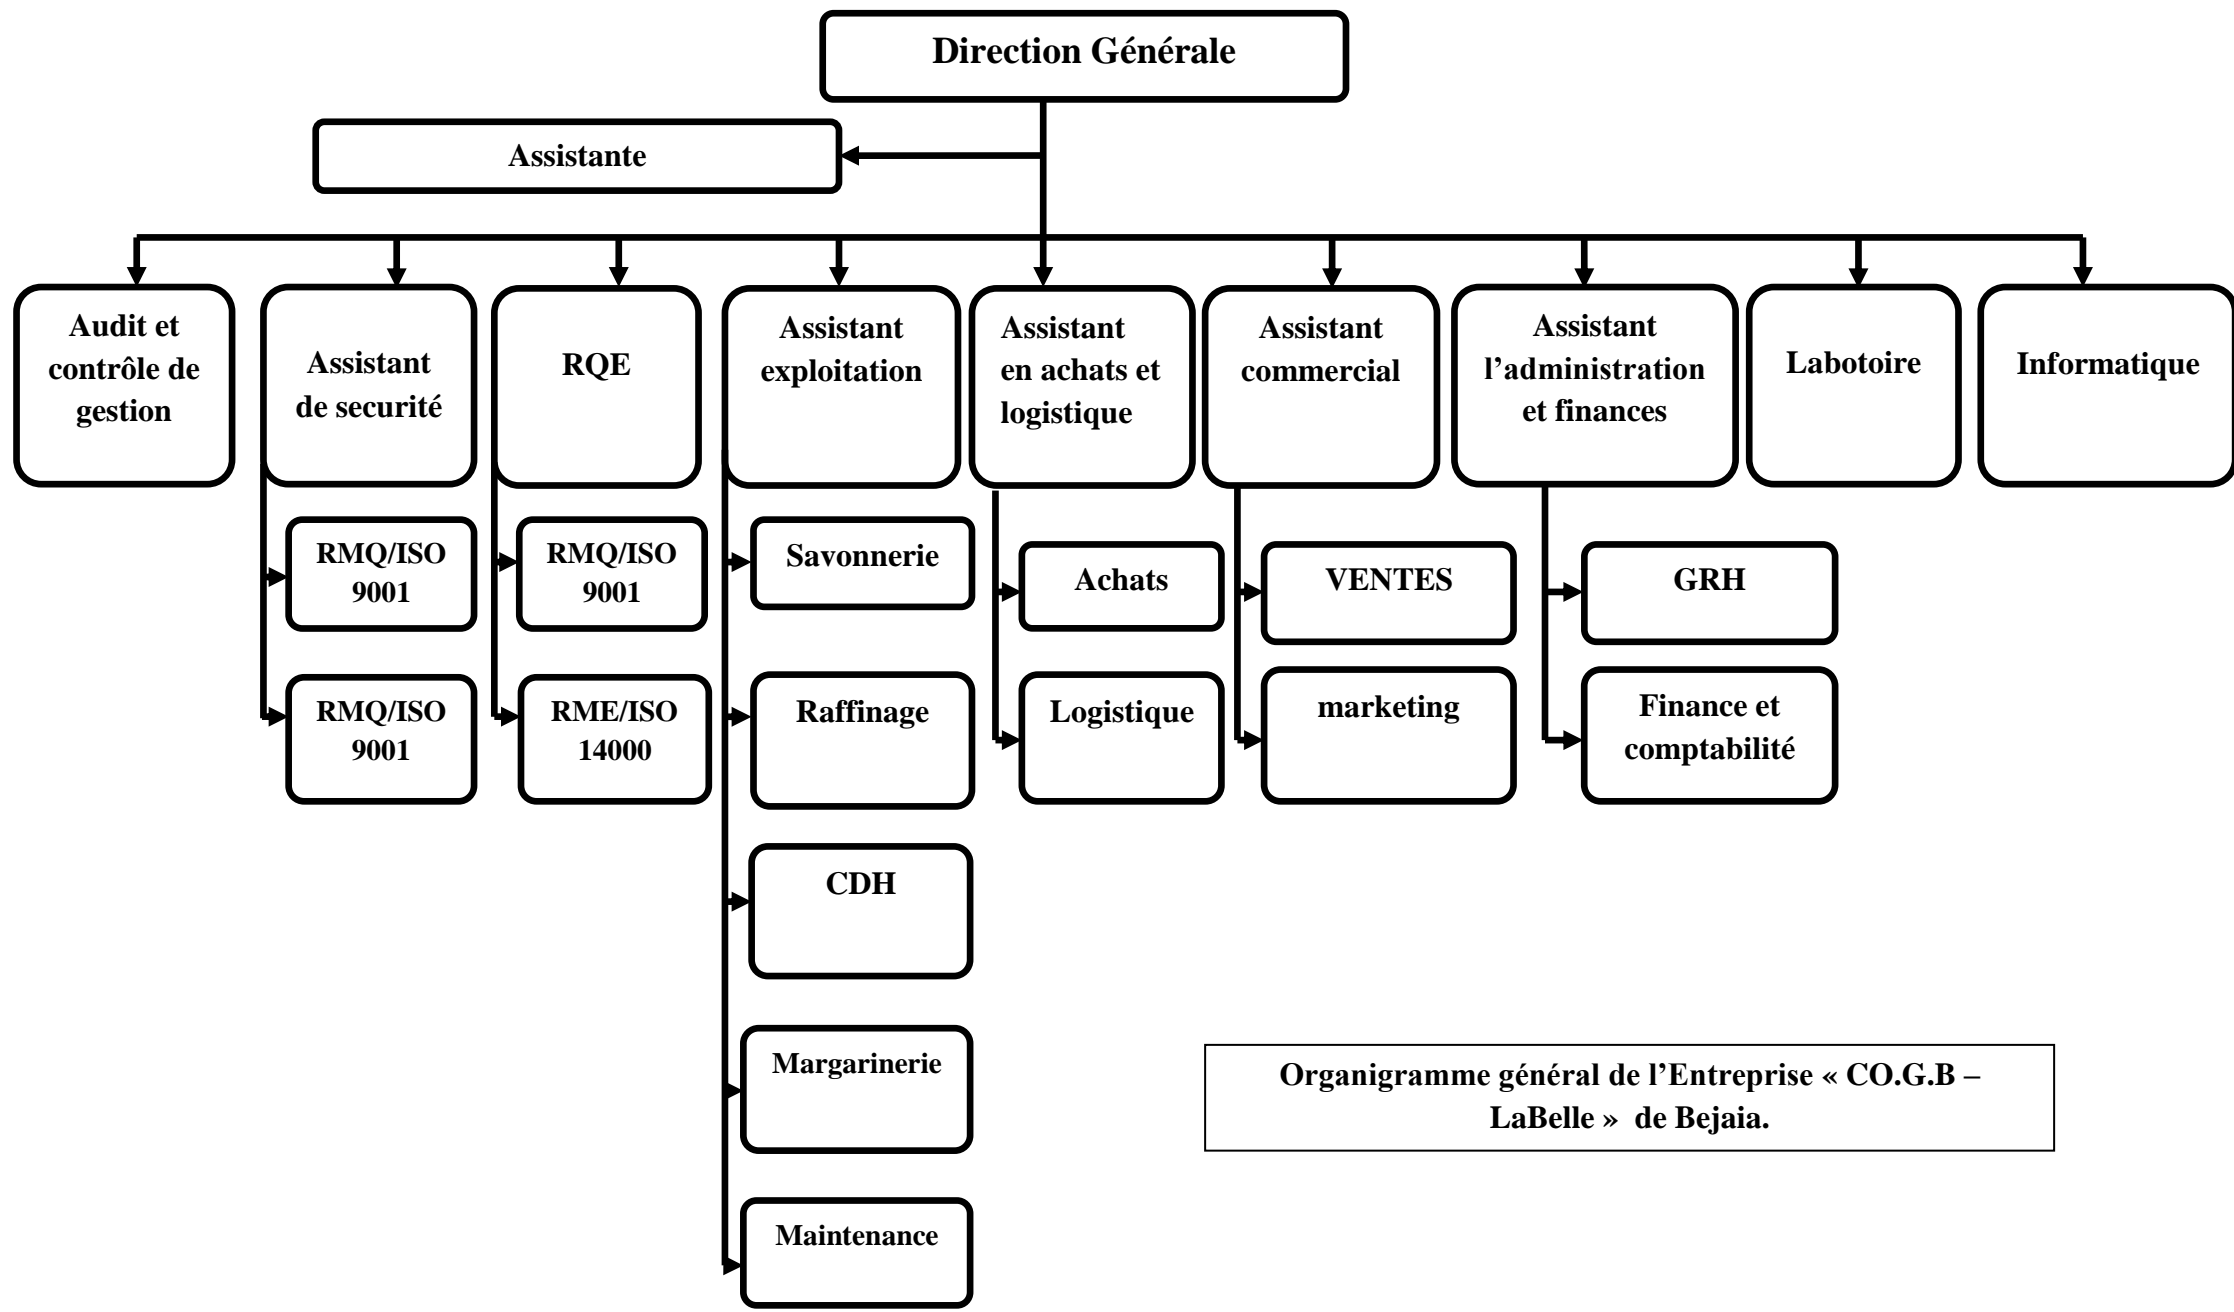 Direction Générale
Assistante
Audit et
contrôle de
gestion
Assistant
de securité
RQE
Assistant
exploitation
Assistant
en achats et
logistique
Assistant
commercial
Assistant
l’administration
et finances
Labotoire
Informatique
RMQ/ISO
9001
RMQ/ISO
9001
Savonnerie
Achats
VENTES
GRH
RMQ/ISO
9001
RME/ISO
14000
Raffinage
Logistique
marketing
Finance et
comptabilité
CDH
Margarinerie
Maintenance
Organigramme général de l’Entreprise « CO.G.B –
LaBelle »  de Bejaia.